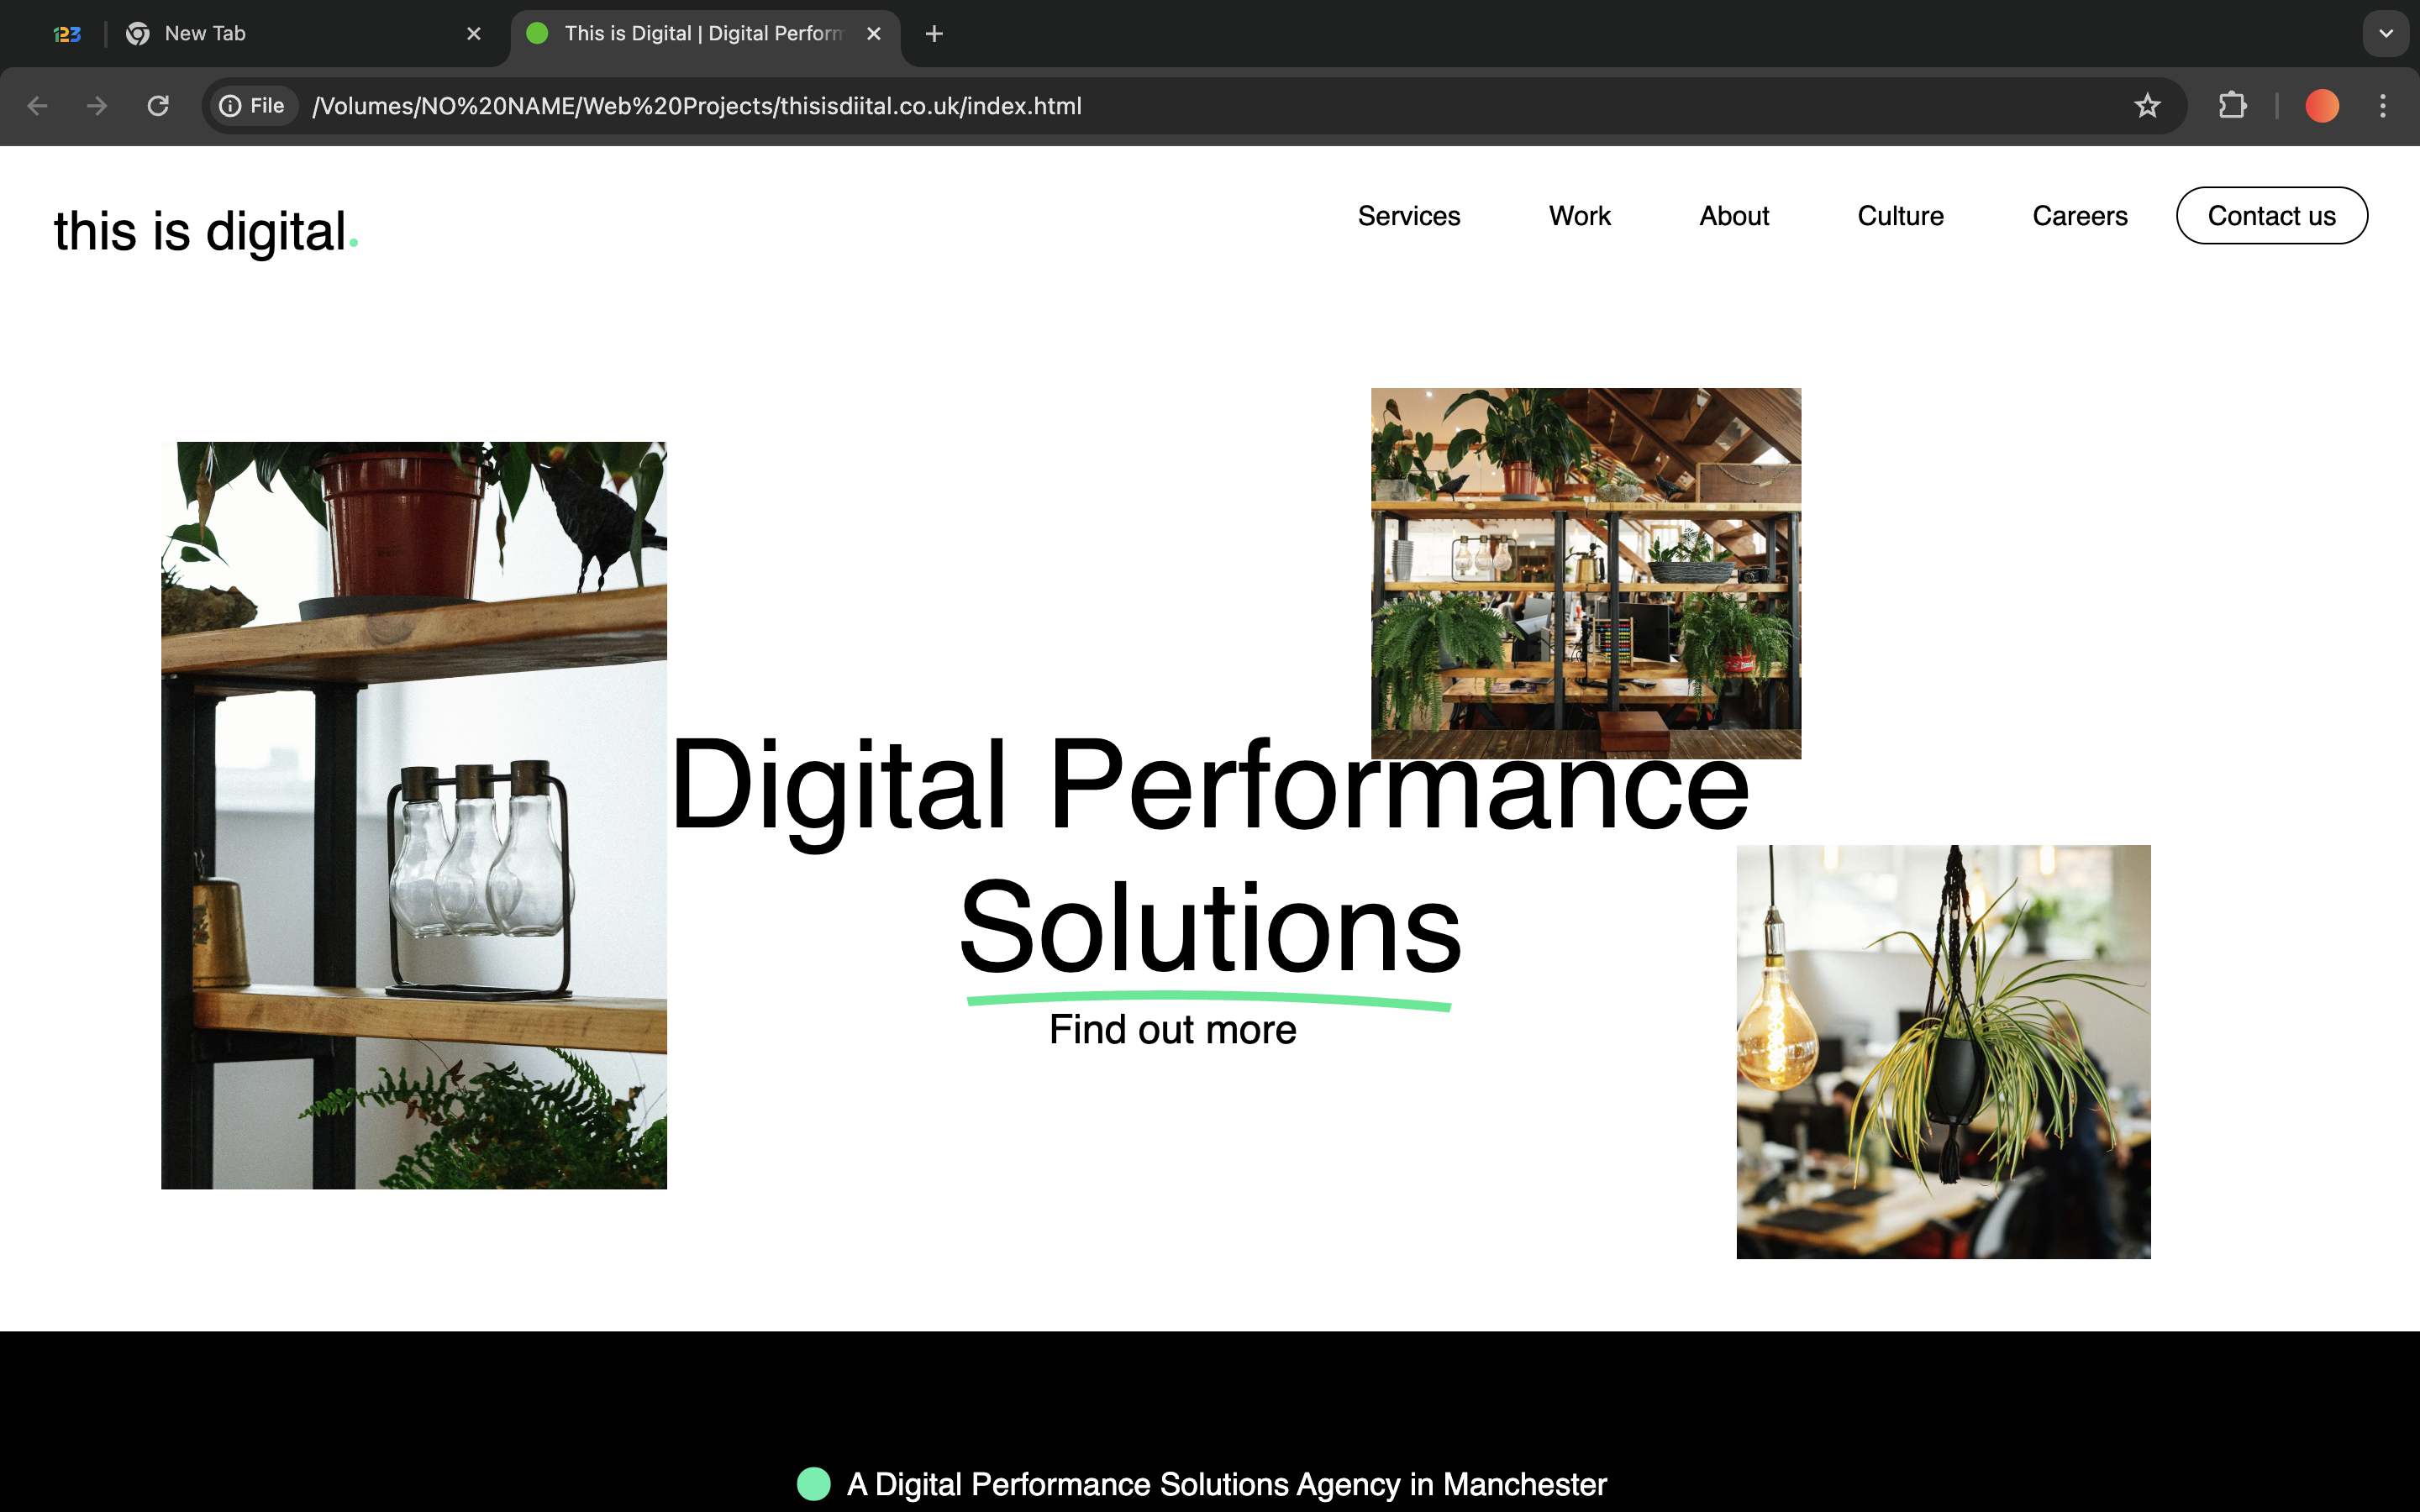 New Tab
This is Digital | Digital Perform
File
/Volumes/NO%20NAME/Web%20Projects/thisisdiital.co.uk/index.html
this is digital.
Services
Work
About
Culture
Careers
Contact us
Digital Performance
Solutions
Find out more
A Digital Performance Solutions Agency in Manchester